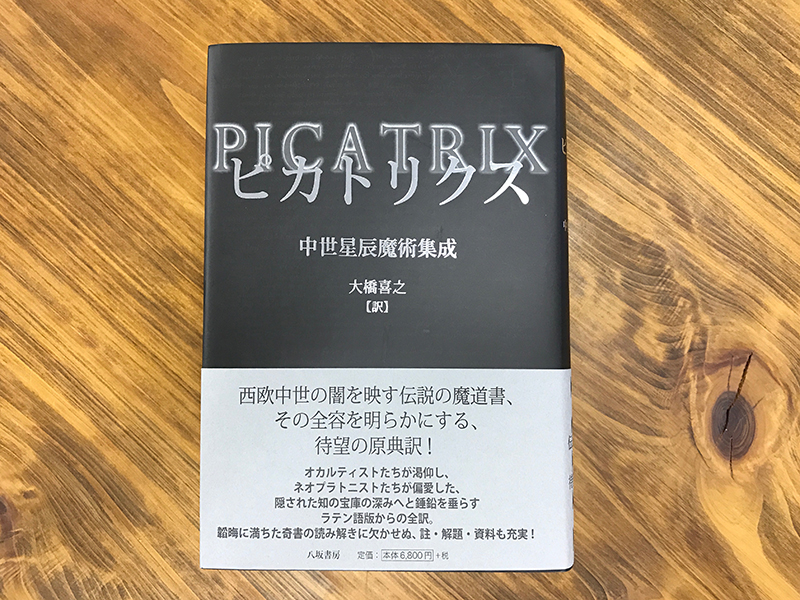 PICATRIX
ピカトリクス
中世星辰魔術集成
大橋喜之
【訳】
西欧中世の闇を映す伝説の魔道書、
その全容を明らかにする、
待望の原典訳！
オカルティストたちが渇仰し、
ネオプラトニストたちが偏愛した、
隠された知の宝庫の深みへと錘鉛を垂らす
ラテン語版からの全訳。
韜晦に満ちた奇書の読み解きに欠かせぬ、註・解題・資料も充実！
八坂書房 定価：本体6,800円+税